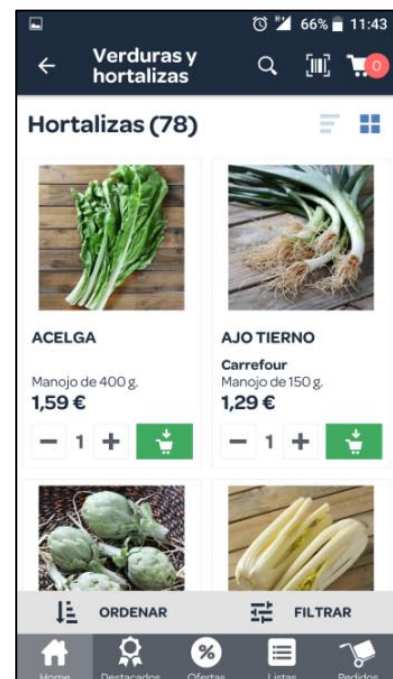 66% 11:43
Verduras y
hortalizas
0
Hortalizas (78)
ACELGA
Manojo de 400 g.
1,59 €
1
AJO TIERNO
Carrefour
Manojo de 150 g.
1,29 €
1
ORDENAR
FILTRAR
%
Home
Destacados
Ofertas
Listas
Pedidos